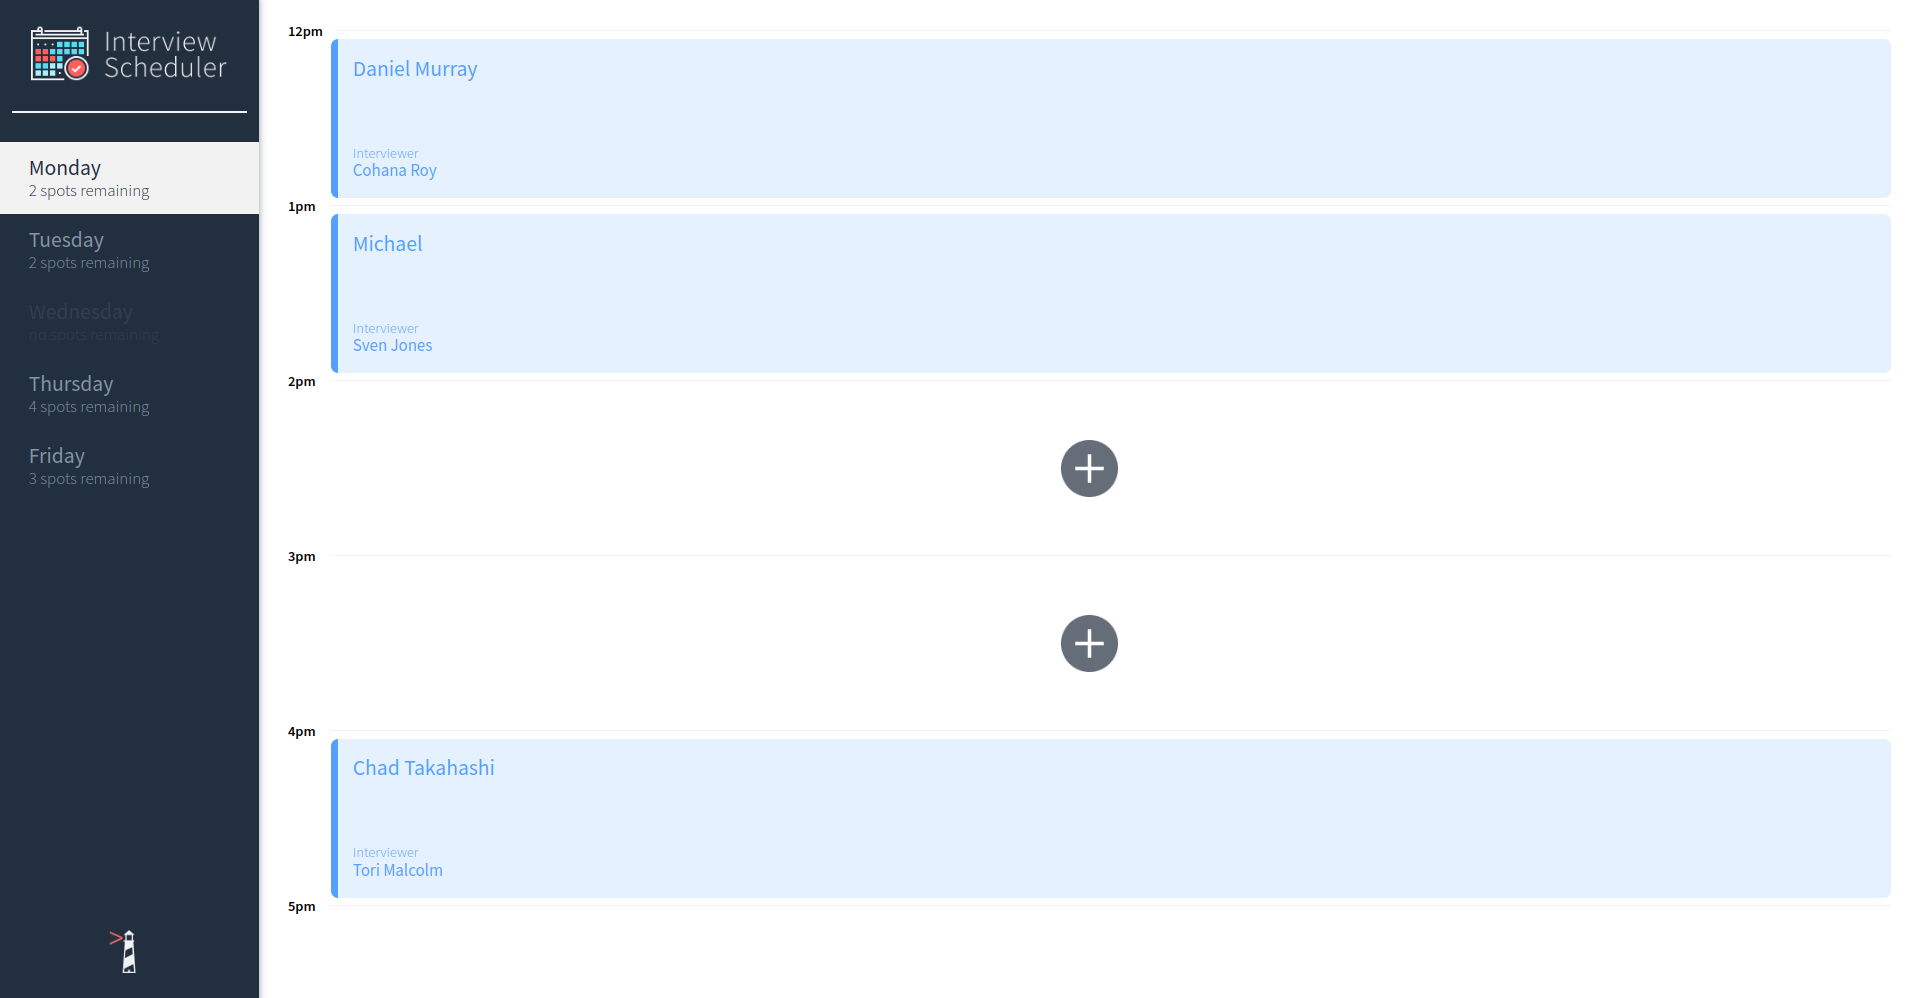 Interview
Scheduler
Monday
2 spots remaining
Tuesday
2 spots remaining
Wednesday
no spots remaining
Thursday
4 spots remaining
Friday
3 spots remaining
12pm
Daniel Murray
Interviewer
Cohana Roy
1pm
Michael
Interviewer
Sven Jones
2pm
3pm
4pm
Chad Takahashi
Interviewer
Tori Malcolm
5pm